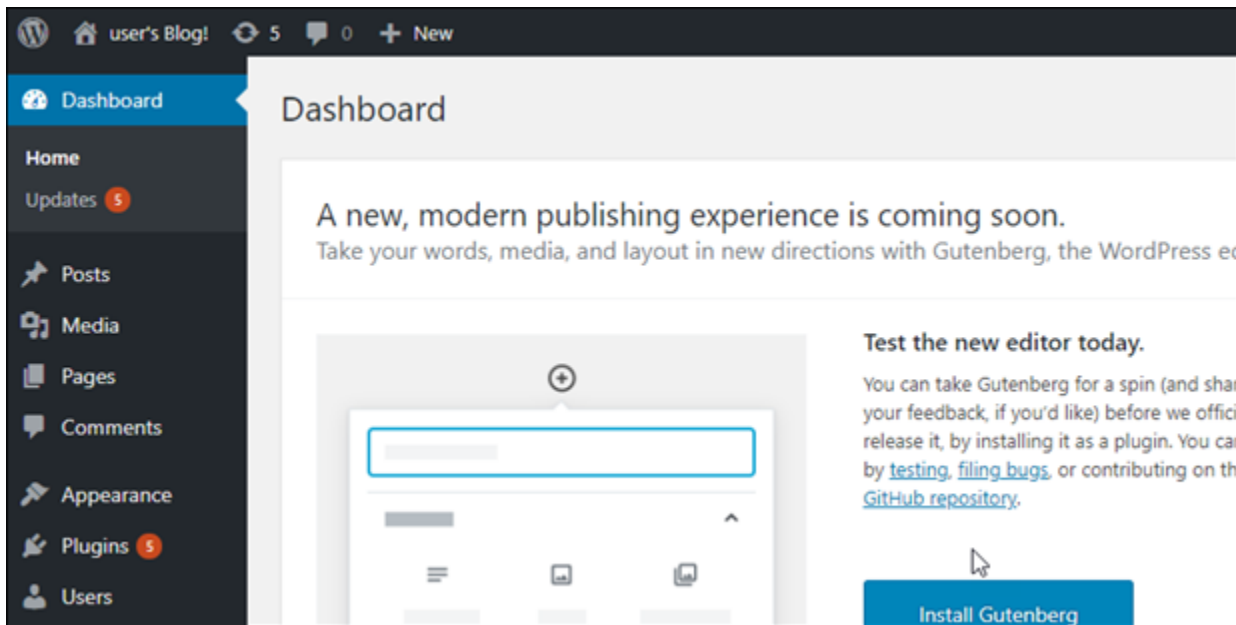 user's Blog! 5 0 + New
Dashboard
Home
Updates 5
Posts
Media
Pages
Comments
Appearance
Plugins 5
Users
Dashboard
A new, modern publishing experience is coming soon.
Take your words, media, and layout in new directions with Gutenberg, the WordPress
Test the new editor today.
You can take Gutenberg for a spin (and
your feedback, if you'd like) before we
release it, by installing it as a plugin. You
by testing, filing bugs, or contributing on
GitHub repository.
Install Gutenberg